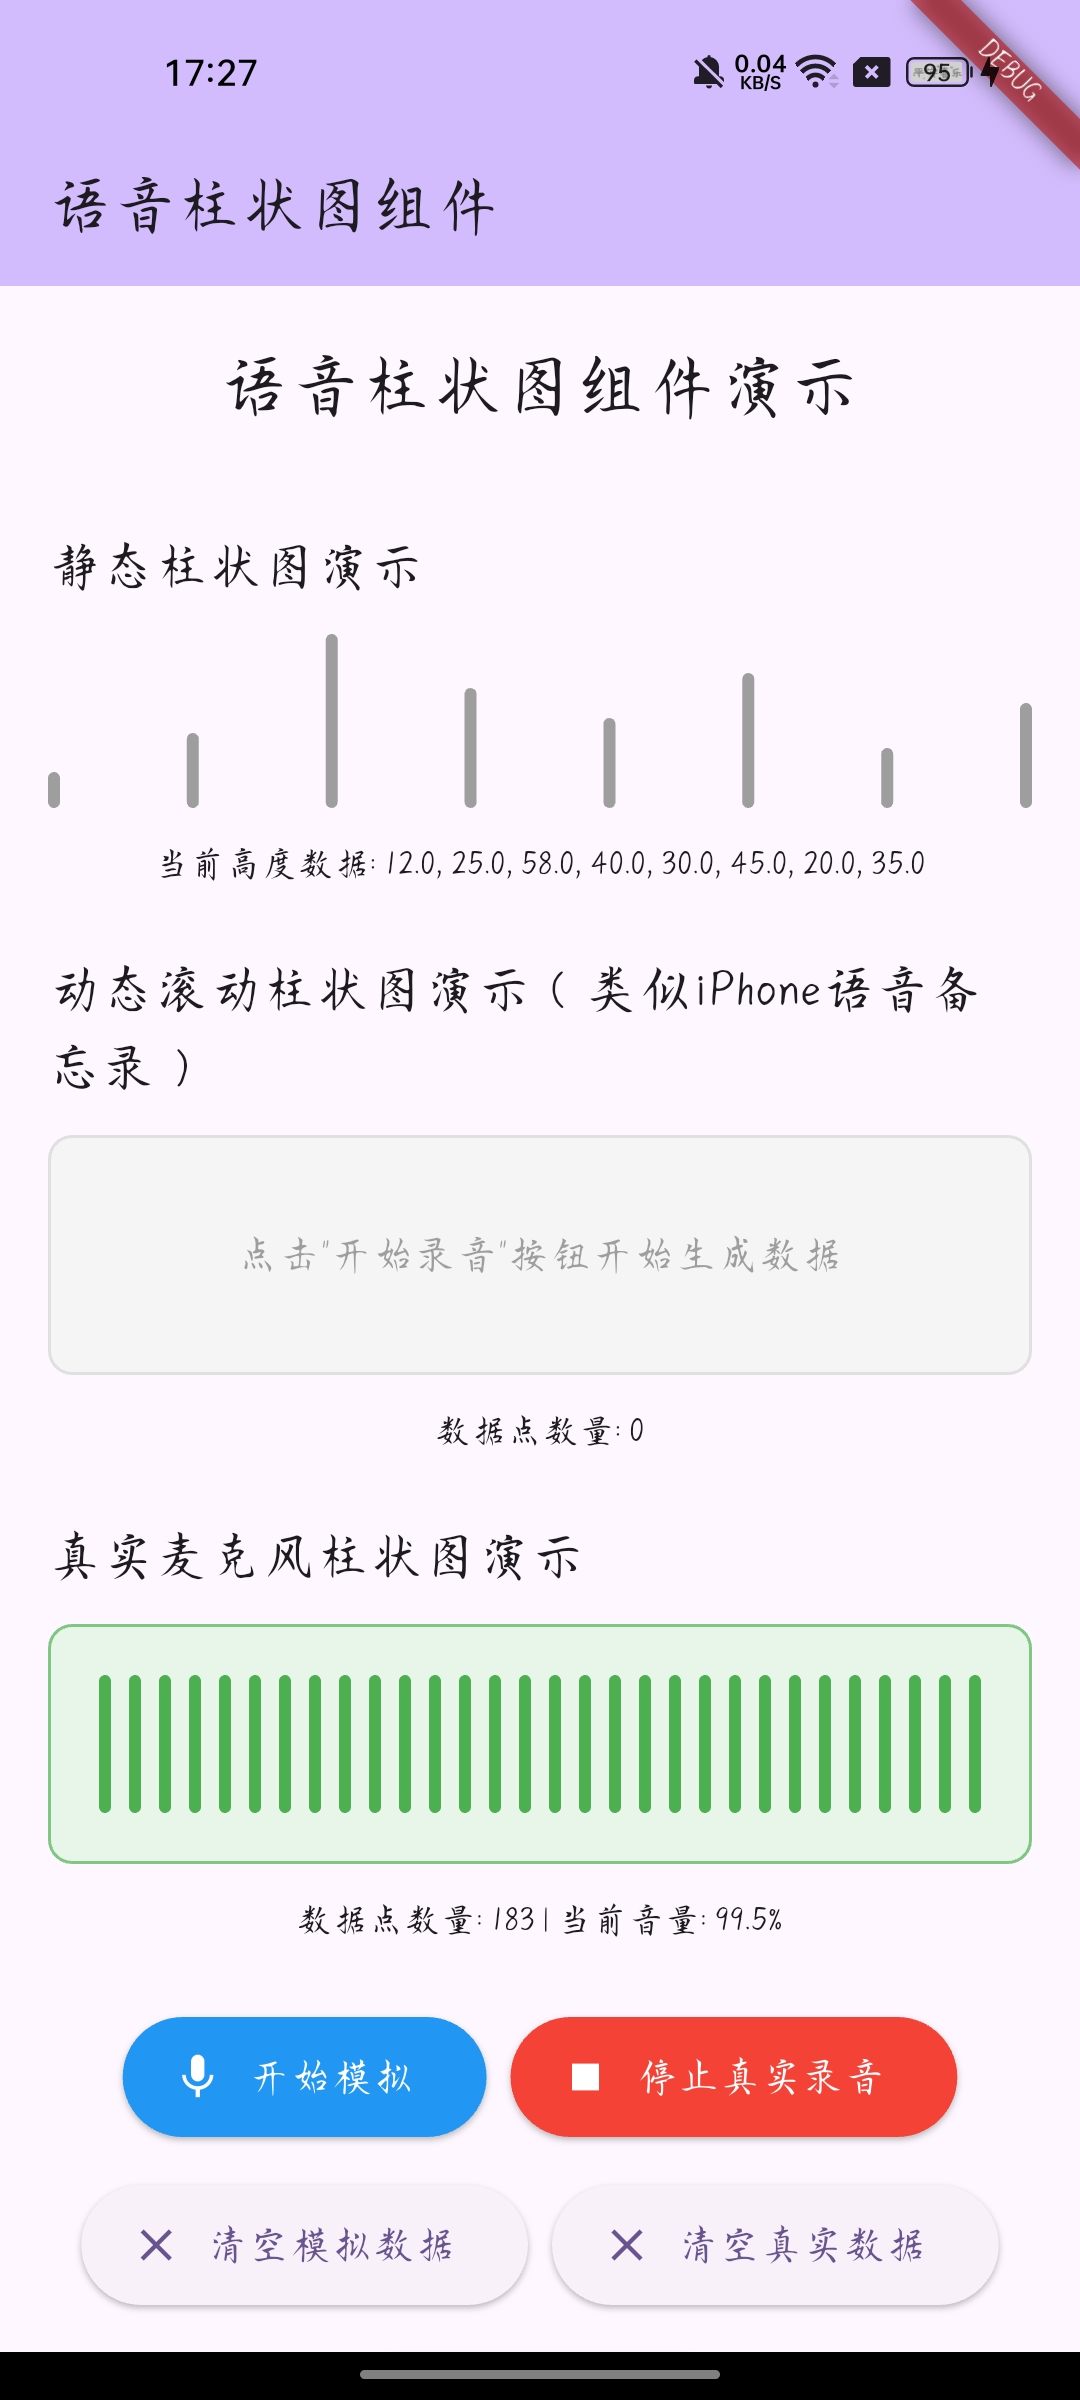 17:27
0.04
KB/S
95
DEBUG
语音柱状图组件
语音柱状图组件演示
静态柱状图演示
当前高度数据: 12.0, 25.0, 58.0, 40.0, 30.0, 45.0, 20.0, 35.0
动态滚动柱状图演示（类似iPhone语音备
忘录）
点击"开始录音"按钮开始生成数据
数据点数量: 0
真实麦克风柱状图演示
数据点数量: 183 | 当前音量: 99.5%
开始模拟
停止真实录音
清空模拟数据
清空真实数据